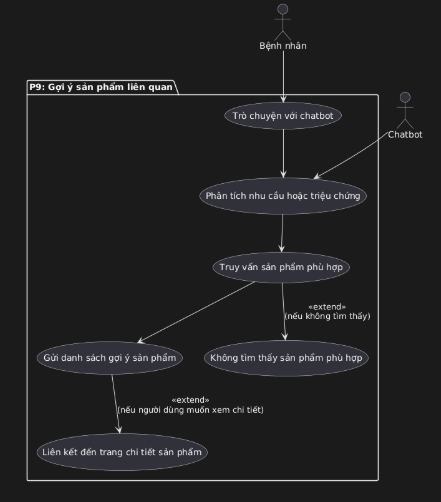 Bệnh nhân
P9: Gợi ý sản phẩm liên quan
Trò chuyện với chatbot
Chatbot
Phân tích nhu cầu hoặc triệu chứng
Truy vấn sản phẩm phù hợp
«extend»
(nếu không tìm thấy)
Gửi danh sách gợi ý sản phẩm
Không tìm thấy sản phẩm phù hợp
«extend»
(nếu người dùng muốn xem chi tiết)
Liên kết đến trang chi tiết sản phẩm